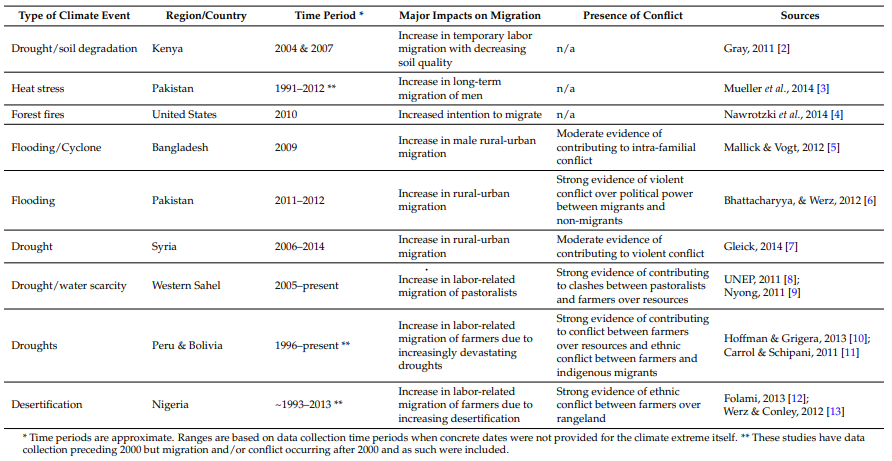 Type of Climate Event Region/Country Time Period * Major Impacts on Migration Presence of Conflict Sources
Drought/soil degradation Kenya 2004 & 2007 Increase in temporary labor migration with decreasing soil quality n/a Gray, 2011 [2]
Heat stress Pakistan 1991–2012 ** Increase in long-term migration of men n/a Mueller et al., 2014 [3]
Forest fires United States 2010 Increased intention to migrate n/a Nawrotzki et al., 2014 [4]
Flooding/Cyclone Bangladesh 2009 Increase in male rural-urban migration Moderate evidence of contributing to intra-familial conflict Mallick & Vogt, 2012 [5]
Flooding Pakistan 2011–2012 Increase in rural-urban migration Strong evidence of violent conflict over political power between migrants and non-migrants Bhattacharyya, & Werz, 2012 [6]
Drought Syria 2006–2014 Increase in rural-urban migration Moderate evidence of contributing to violent conflict Gleick, 2014 [7]
Drought/water scarcity Western Sahel 2005–present Increase in labor-related migration of pastoralists Strong evidence of contributing to clashes between pastoralists and farmers over resources UNEP, 2011 [8]; Nyong, 2011 [9]
Droughts Peru & Bolivia 1996–present ** Increase in labor-related migration of farmers due to increasingly devastating droughts Strong evidence of contributing to conflict between farmers over resources and ethnic conflict between farmers and indigenous migrants Hoffman & Grigera, 2013 [10]; Carrol & Schipani, 2011 [11]
Desertification Nigeria ~1993–2013 ** Increase in labor-related migration of farmers due to increasing desertification Strong evidence of ethnic conflict between farmers over rangeland Folami, 2013 [12]; Werz & Conley, 2012 [13]
* Time periods are approximate. Ranges are based on data collection time periods when concrete dates were not provided for the climate extreme itself. ** These studies have data
collection preceding 2000 but migration and/or conflict occurring after 2000 and as such were included.